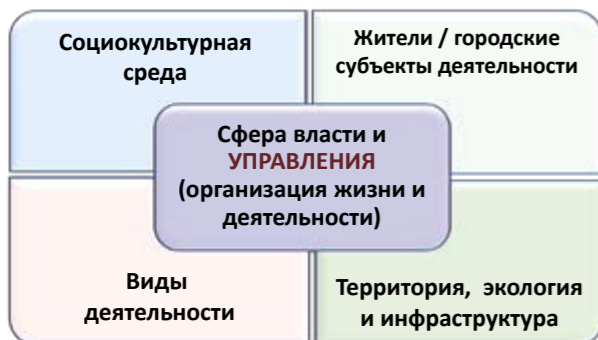 Социокультурная
среда
Жители / городские
субъекты деятельности
Сфера власти и
УПРАВЛЕНИЯ
(организация жизни и
деятельности)
Виды
деятельности
Территория, экология
и инфраструктура